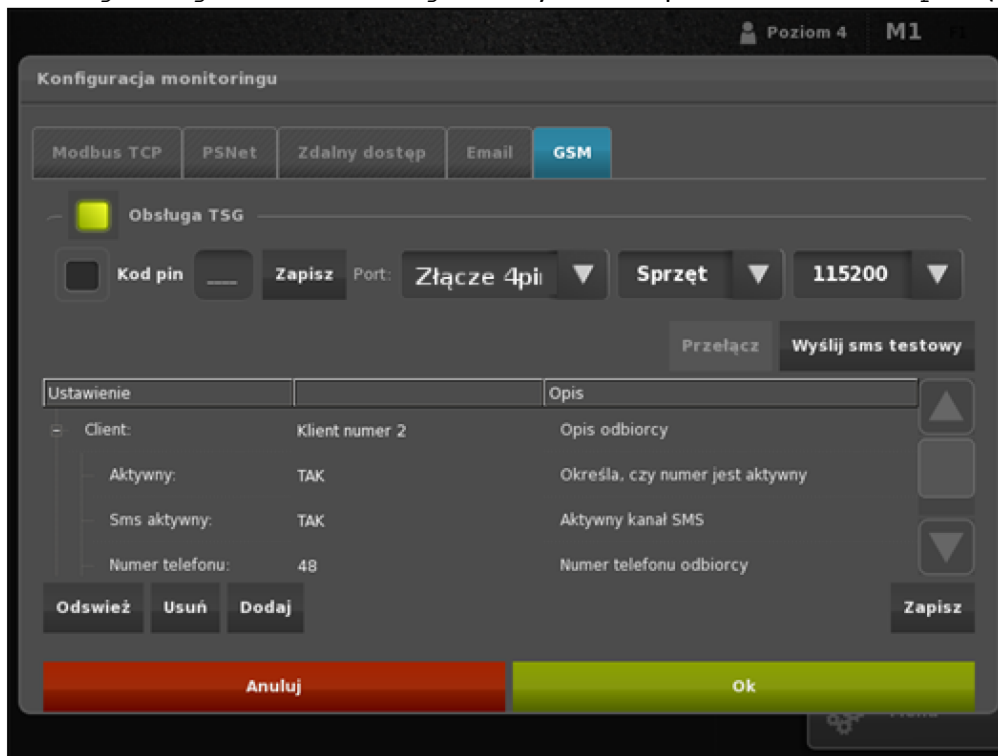 Poziom 4 M1
Konfiguracja monitoringu
Modbus TCP PSNet Zdalny dostęp Email GSM
Obsługa TSG
Kod pin ___ Zapisz Port: Złącze 4pi Sprzęt 115200
Przełącz Wyślij sms testowy
Ustawienie Opis
Client: Klient numer 2 Opis odbiorcy
Aktywny: TAK Określa, czy numer jest aktywny
Sms aktywny: TAK Aktywny kanał SMS
Numer telefonu: 48 Numer telefonu odbiorcy
Odswież Usuń Dodaj Zapisz
Anuluj Ok